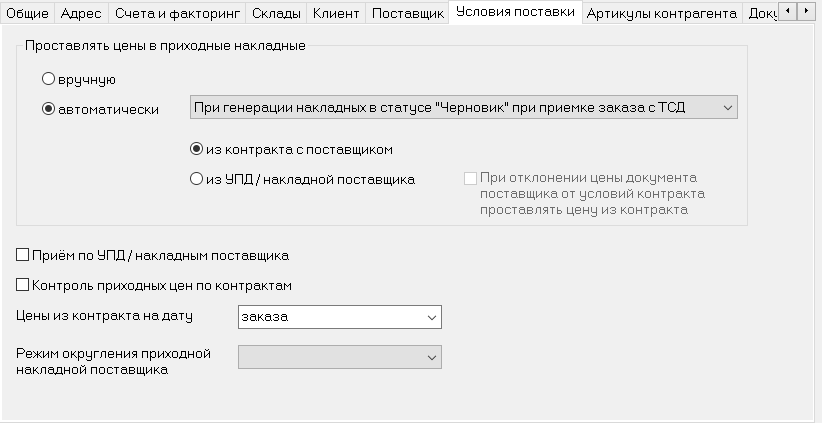 Общие Адрес Счета и факторинг Склады Клиент Поставщик Условия поставки Артикулы контрагента
Проставлять цены в приходные накладные
вручную
автоматически При генерации накладных в статусе "Черновик" при приемке заказа с ТСД
из контракта с поставщиком
из УПД / накладной поставщика
При отклонении цены документа
поставщика от условий контракта
проставлять цену из контракта
Приём по УПД / накладным поставщика
Контроль приходных цен по контрактам
Цены из контракта на дату заказа
Режим округления приходной
накладной поставщика